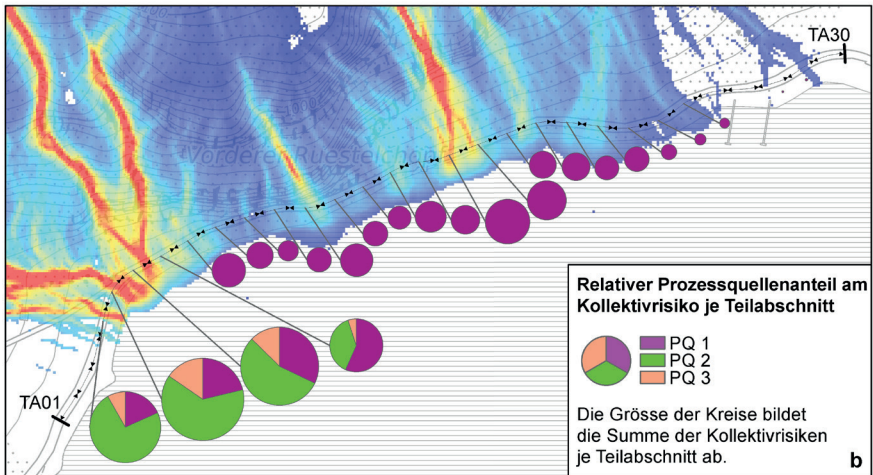 TA30
Vorderen Ruestelchopf
TA01
Relativer Prozessquellenanteil am
Kollektivrisiko je Teilabschnitt
PQ 1
PQ 2
PQ 3
Die Grösse der Kreise bildet
die Summe der Kollektivrisiken
je Teilabschnitt ab.
b